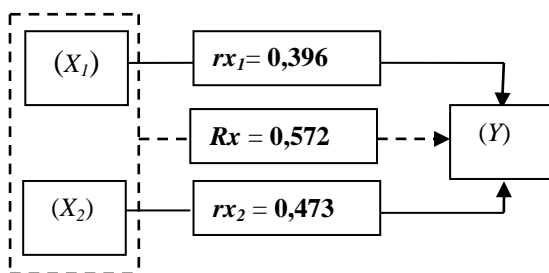 (X₁)
rx₁= 0,396
Rx = 0,572
(Y)
(X₂)
rx₂ = 0,473